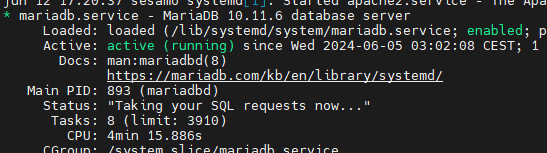 jun 12 17:20:37 sesamo systemd[1]: Started apache2.service - The Apa
* mariadb.service - MariaDB 10.11.6 database server
Loaded: loaded (/lib/systemd/system/mariadb.service; enabled; p
Active: active (running) since Wed 2024-06-05 03:02:08 CEST; 1
Docs: man:mariadbd(8)
https://mariadb.com/kb/en/library/systemd/
Main PID: 893 (mariadbd)
Status: "Taking your SQL requests now..."
Tasks: 8 (limit: 3910)
CPU: 4min 15.886s
CGroup: /system.slice/mariadb.service